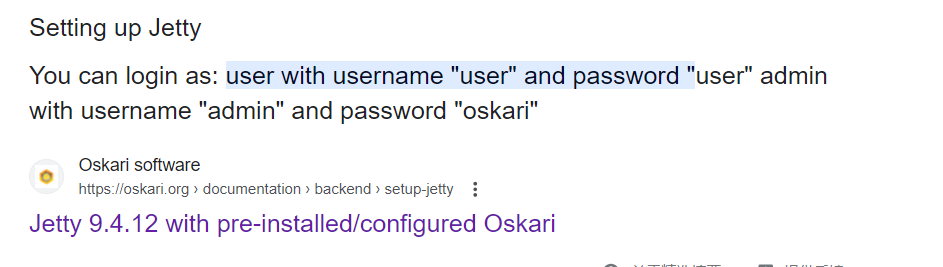 Setting up Jetty
You can login as: user with username "user" and password "user" admin
with username "admin" and password "oskari"
Oskari software
https://oskari.org › documentation › backend › setup-jetty
Jetty 9.4.12 with pre-installed/configured Oskari